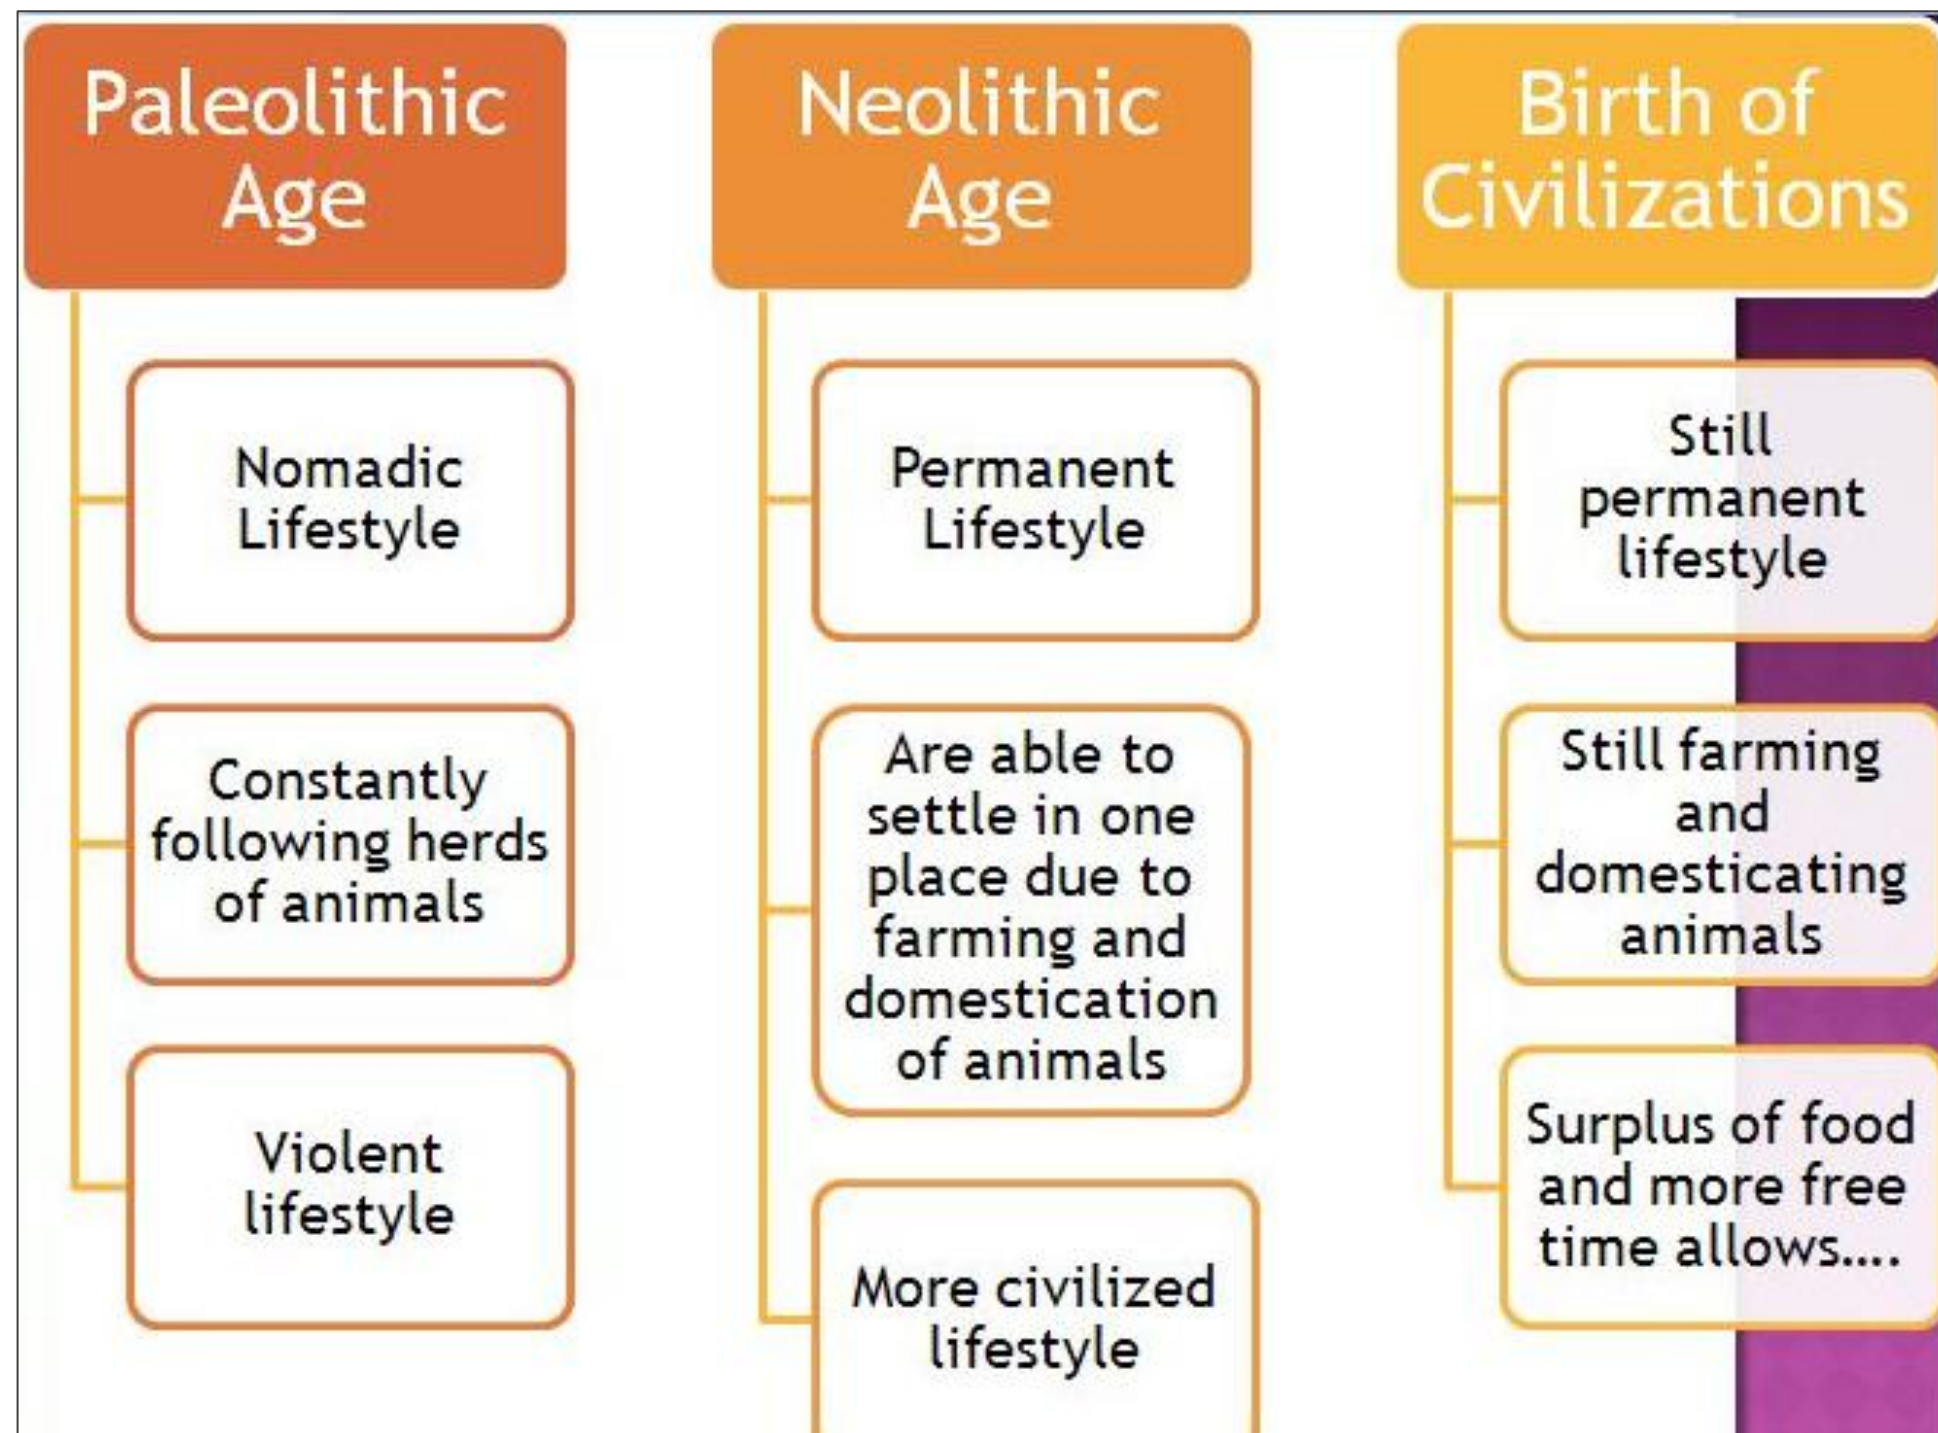 Paleolithic
Age
Nomadic
Lifestyle
Constantly
following herds
of animals
Violent
lifestyle
Neolithic
Age
Permanent
Lifestyle
Are able to
settle in one
place due to
farming and
domestication
of animals
More civilized
lifestyle
Birth of
Civilizations
Still
permanent
lifestyle
Still farming
and
domesticating
animals
Surplus of food
and more free
time allows....